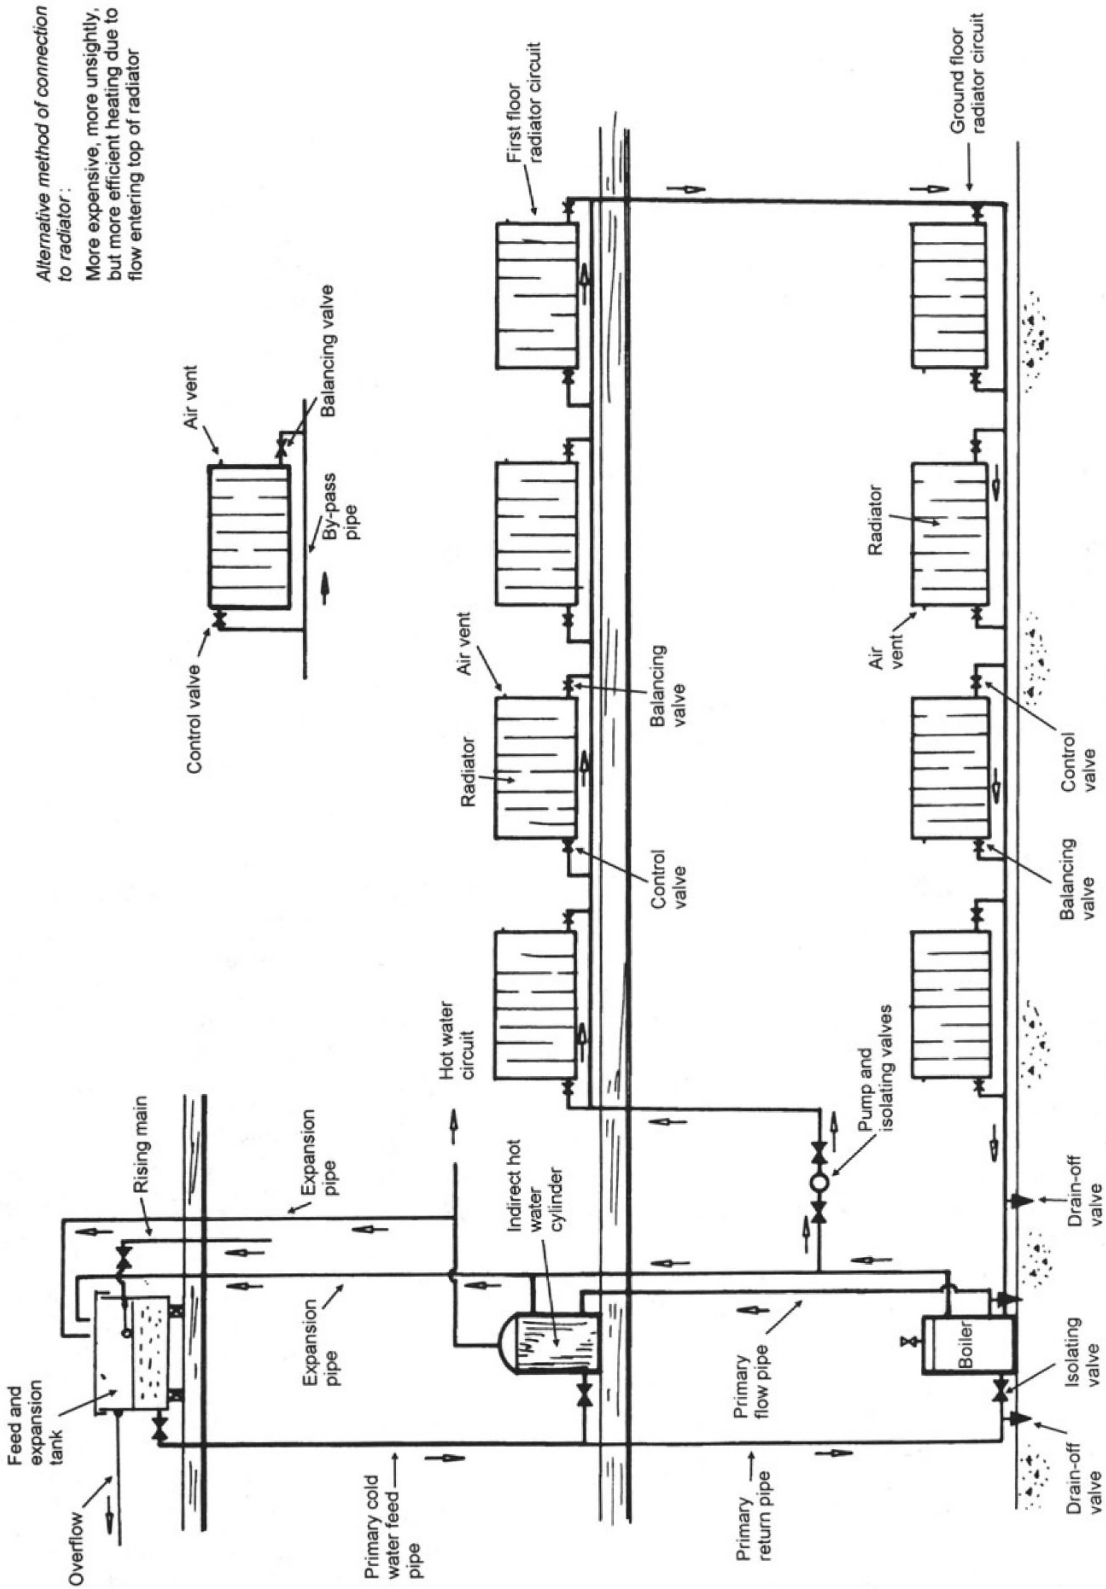 Alternative method of connection
to radiator :
More expensive, more unsightly,
but more efficient heating due to
flow entering top of radiator
Control valve
Air vent
By-pass
pipe
Balancing valve
Feed and
expansion
tank
Overflow
Rising main
Expansion
pipe
Expansion
pipe
Primary cold
water feed
pipe
Hot water
circuit
Indirect hot
water
cylinder
Radiator
Air vent
First floor
radiator circuit
Control
valve
Balancing
valve
Primary
return pipe
Primary
flow pipe
Pump and
isolating valves
Air
vent
Radiator
Ground floor
radiator circuit
Boiler
Drain-off
valve
Isolating
valve
Drain-off
valve
Balancing
valve
Control
valve